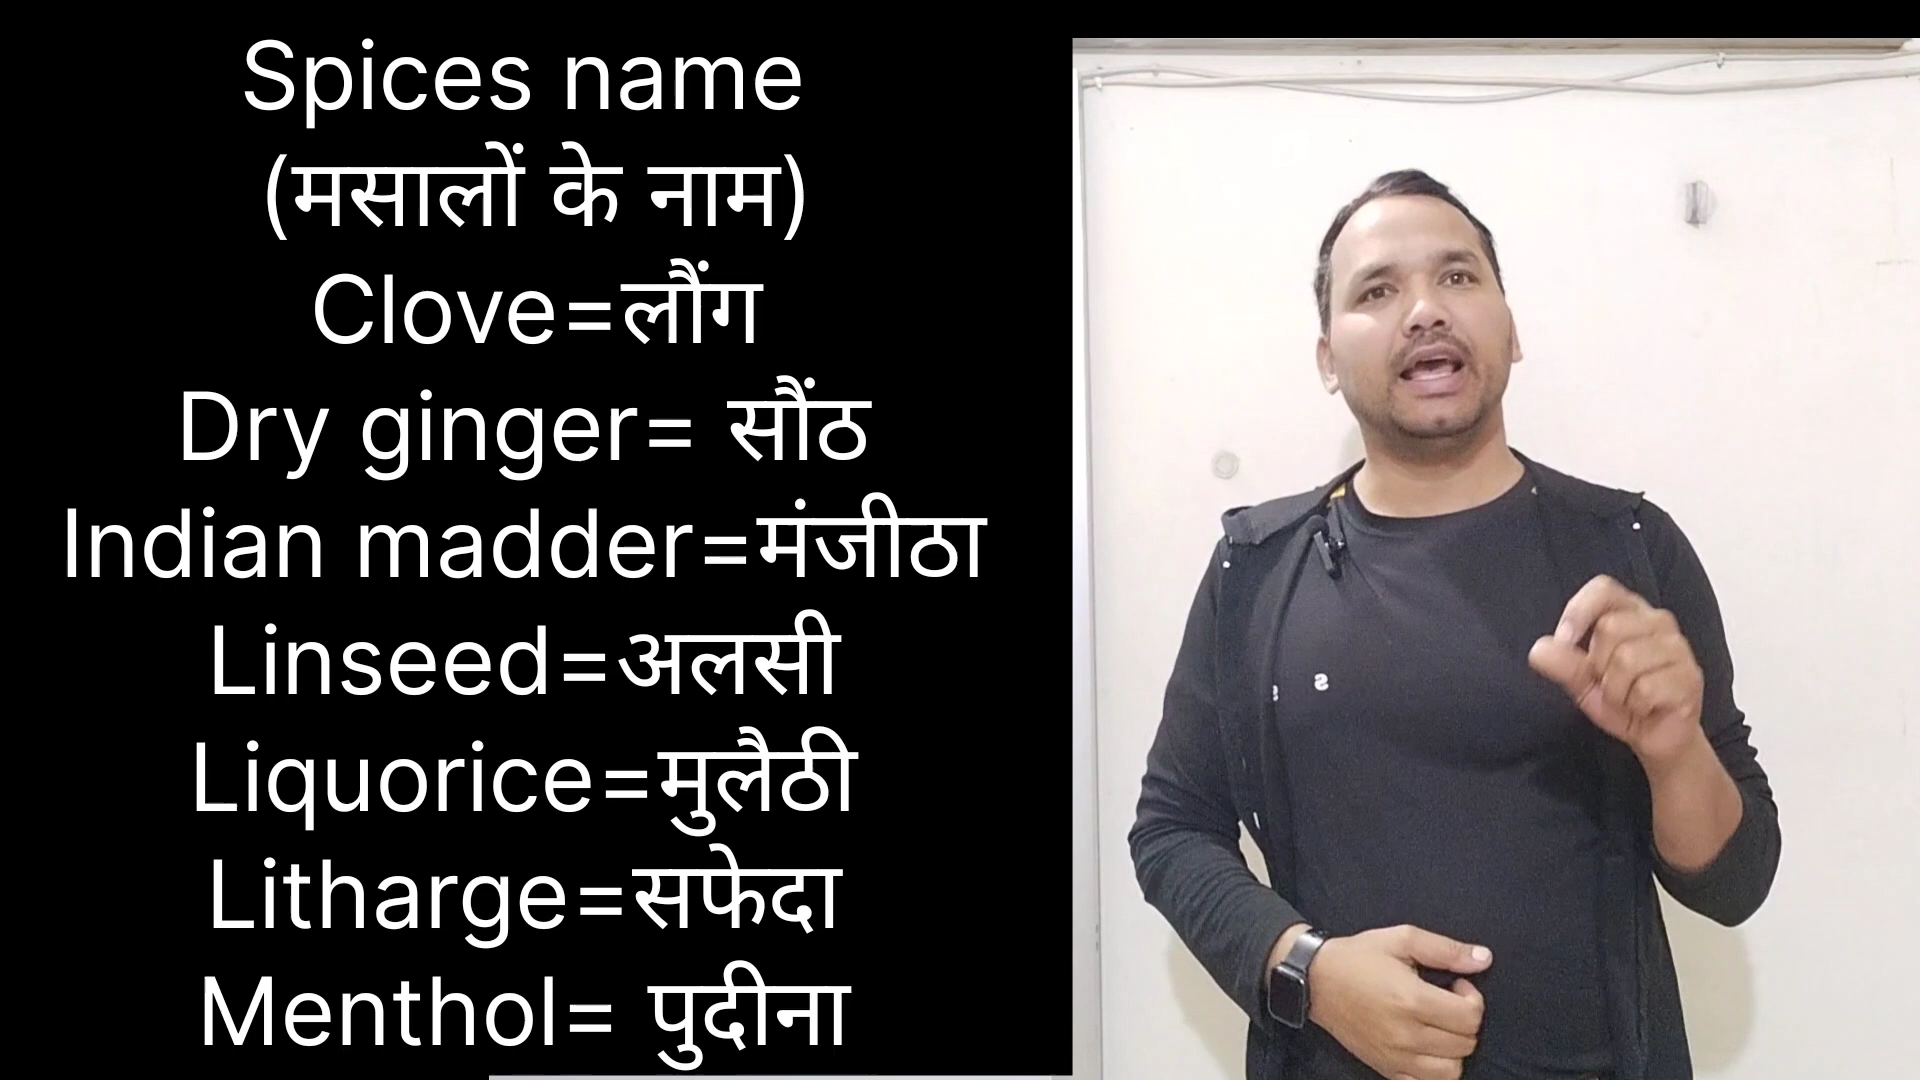 Spices name
(मसालों के नाम)
Clove=लौंग
Dry ginger= सौंठ
Indian madder=मंजीठा
Linseed=अलसी
Liquorice=मुलैठी
Litharge=सफेदा
Menthol= पुदीना